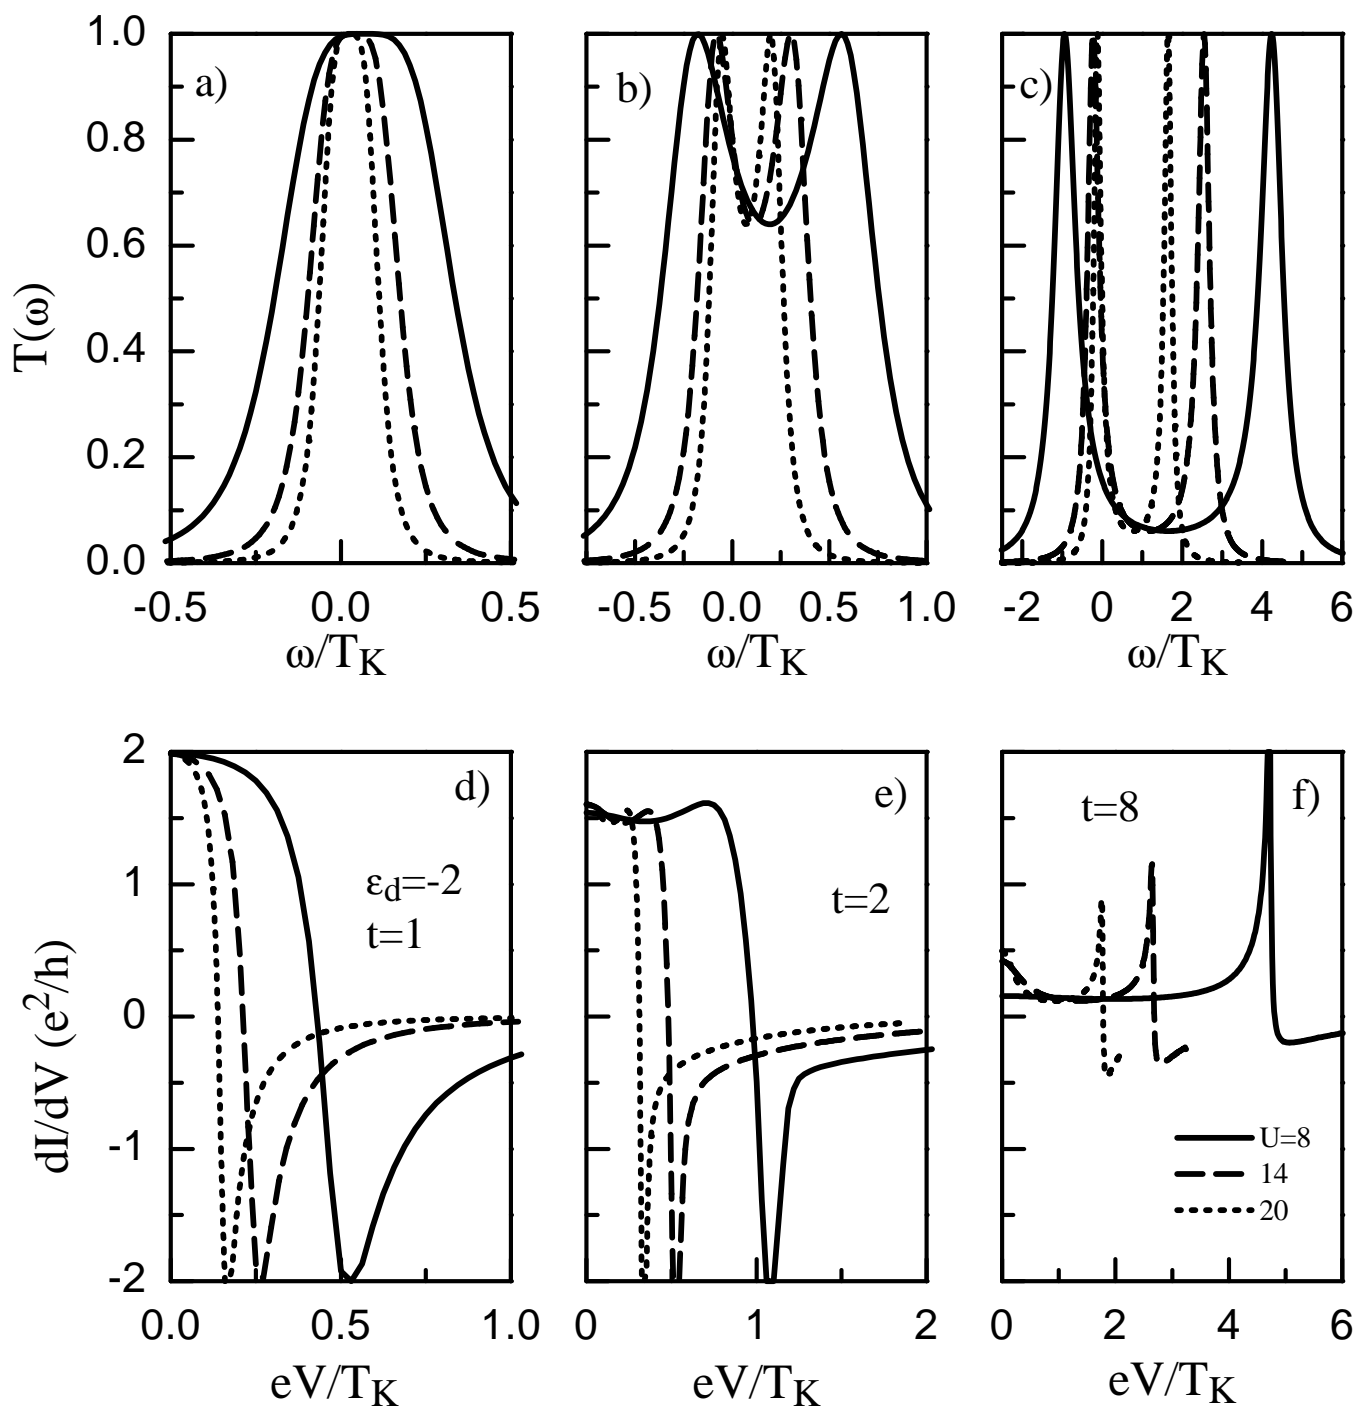 a)
b)
c)
1.0
0.8
0.6
0.4
0.2
0.0
T(ω)
-0.5 0.0 0.5
-0.5 0.0 0.5 1.0
-2 0 2 4 6
ω/T_K
ω/T_K
ω/T_K
d)
e)
f)
2
1
0
-1
-2
dI/dV (e²/h)
ε_d=-2
t=1
t=2
t=8
U=8
14
20
0.0 0.5 1.0
0 1 2
0 2 4 6
eV/T_K
eV/T_K
eV/T_K